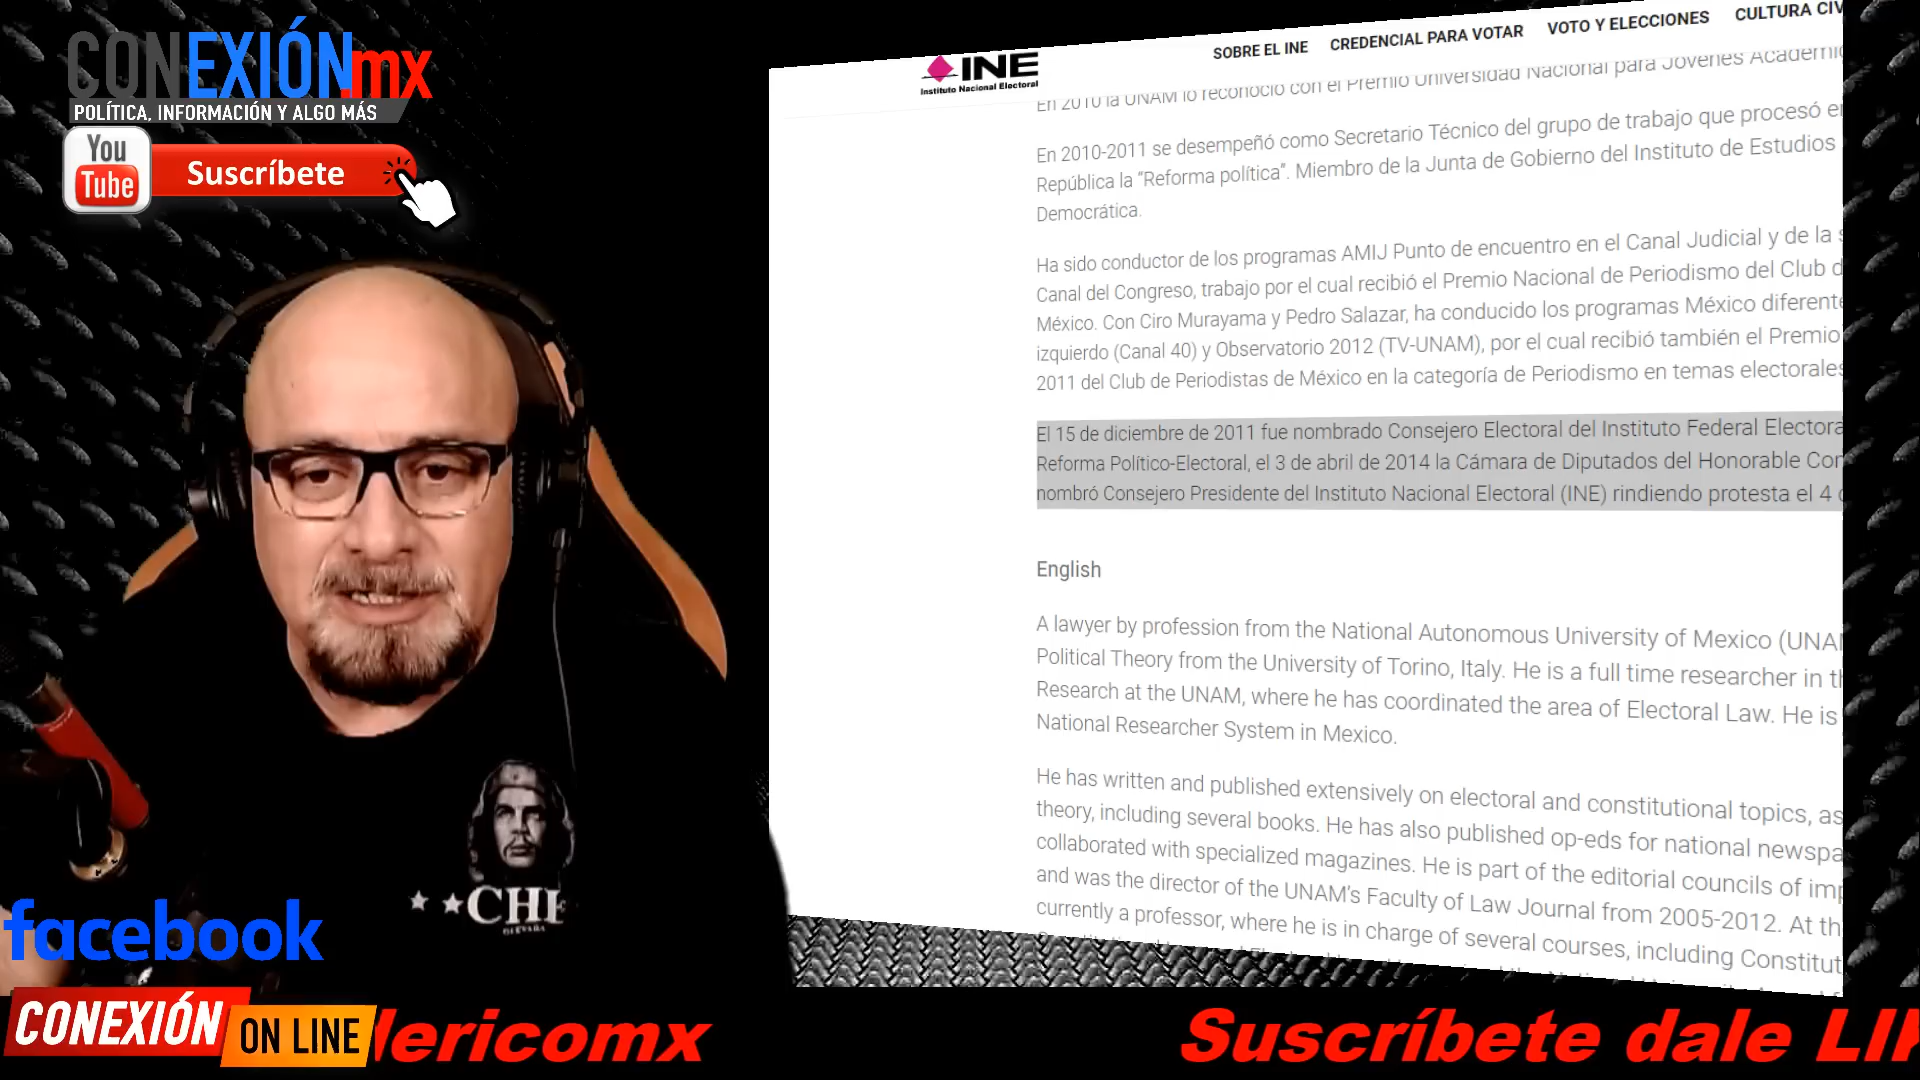 CONEXIÓN.mx
POLÍTICA, INFORMACIÓN Y ALGO MÁS
You
Tube
Suscríbete
INE
Instituto Nacional Electoral
SOBRE EL INE CREDENCIAL PARA VOTAR VOTO Y ELECCIONES CULTURA
En 2010 la UNAM lo reconoció con el Premio Universidad Nacional para Jóvenes
En 2010-2011 se desempeñó como Secretario Técnico del grupo de trabajo que procesó
República la “Reforma política”. Miembro de la Junta de Gobierno del Instituto de Estudios
Democrática.
Ha sido conductor de los programas AMIJ Punto de encuentro en el Canal Judicial y de la
Canal del Congreso, trabajo por el cual recibió el Premio Nacional de Periodismo del Club
México. Con Ciro Murayama y Pedro Salazar, ha conducido los programas México
izquierdo (Canal 40) y Observatorio 2012 (TV-UNAM), por el cual recibió también el Premio
2011 del Club de Periodistas de México en la categoría de Periodismo en temas electorales
El 15 de diciembre de 2011 fue nombrado Consejero Electoral del Instituto Federal
Reforma Político-Electoral, el 3 de abril de 2014 la Cámara de Diputados del Honorable
nombró Consejero Presidente del Instituto Nacional Electoral (INE) rindiendo protesta el 4
English
A lawyer by profession from the National Autonomous University of Mexico
Political Theory from the University of Torino, Italy. He is a full time researcher in
Research at the UNAM, where he has coordinated the area of Electoral Law. He is
National Researcher System in Mexico.
He has written and published extensively on electoral and constitutional topics, as
theory, including several books. He has also published op-eds for national
collaborated with specialized magazines. He is part of the editorial councils of
and was the director of the UNAM's Faculty of Law Journal from 2005-2012. At
currently a professor, where he is in charge of several courses, including
CHE
GUEVARA
facebook
CONEXIÓN
ON LINE
lericomx
Suscríbete dale